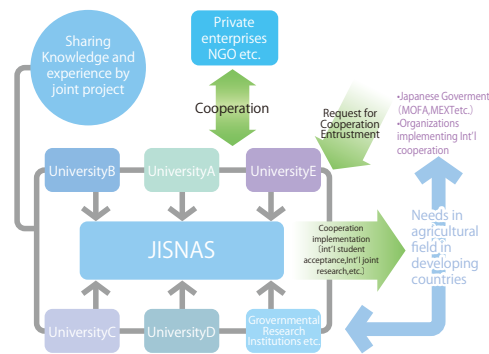 Sharing
Knowledge and
experience by
joint project
Private
enterprises
NGO etc.
Cooperation
Request for
Cooperation
Entrustment
•Japanese Goverment
(MOFA,MEXTetc.)
•Organizations
implementing Int'l
cooperation
UniversityB
UniversityA
UniversityE
JISNAS
Cooperation
implementation
(int'l student
acceptance,Int'l joint
research,etc.)
Needs in
agricultural
field in
developing
countries
UniversityC
UniversityD
Grovernmental
Research
Institutions etc.